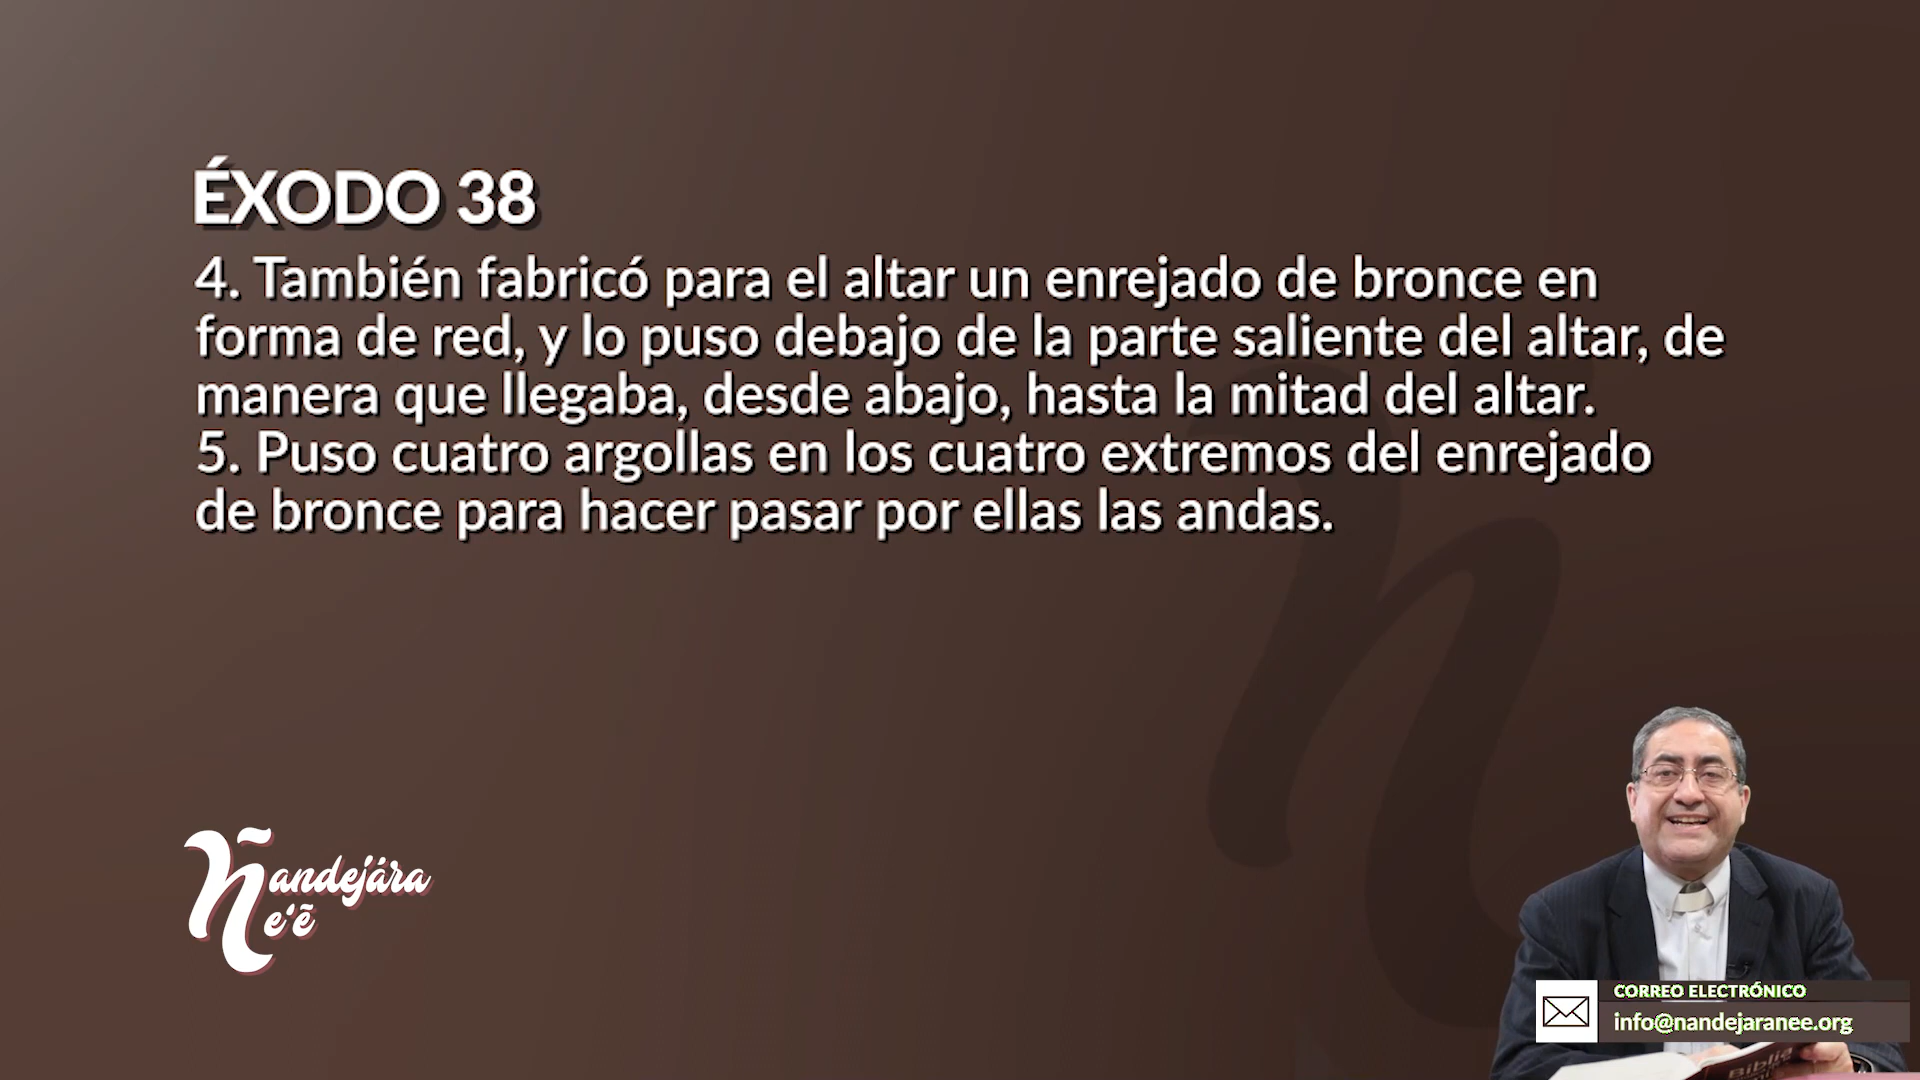 ÉXODO 38
4. También fabricó para el altar un enrejado de bronce en
forma de red, y lo puso debajo de la parte saliente del altar, de
manera que llegaba, desde abajo, hasta la mitad del altar.
5. Puso cuatro argollas en los cuatro extremos del enrejado
de bronce para hacer pasar por ellas las andas.
Ñandejára
Ñe'ẽ
CORREO ELECTRÓNICO
info@nandejaranee.org
Biblia